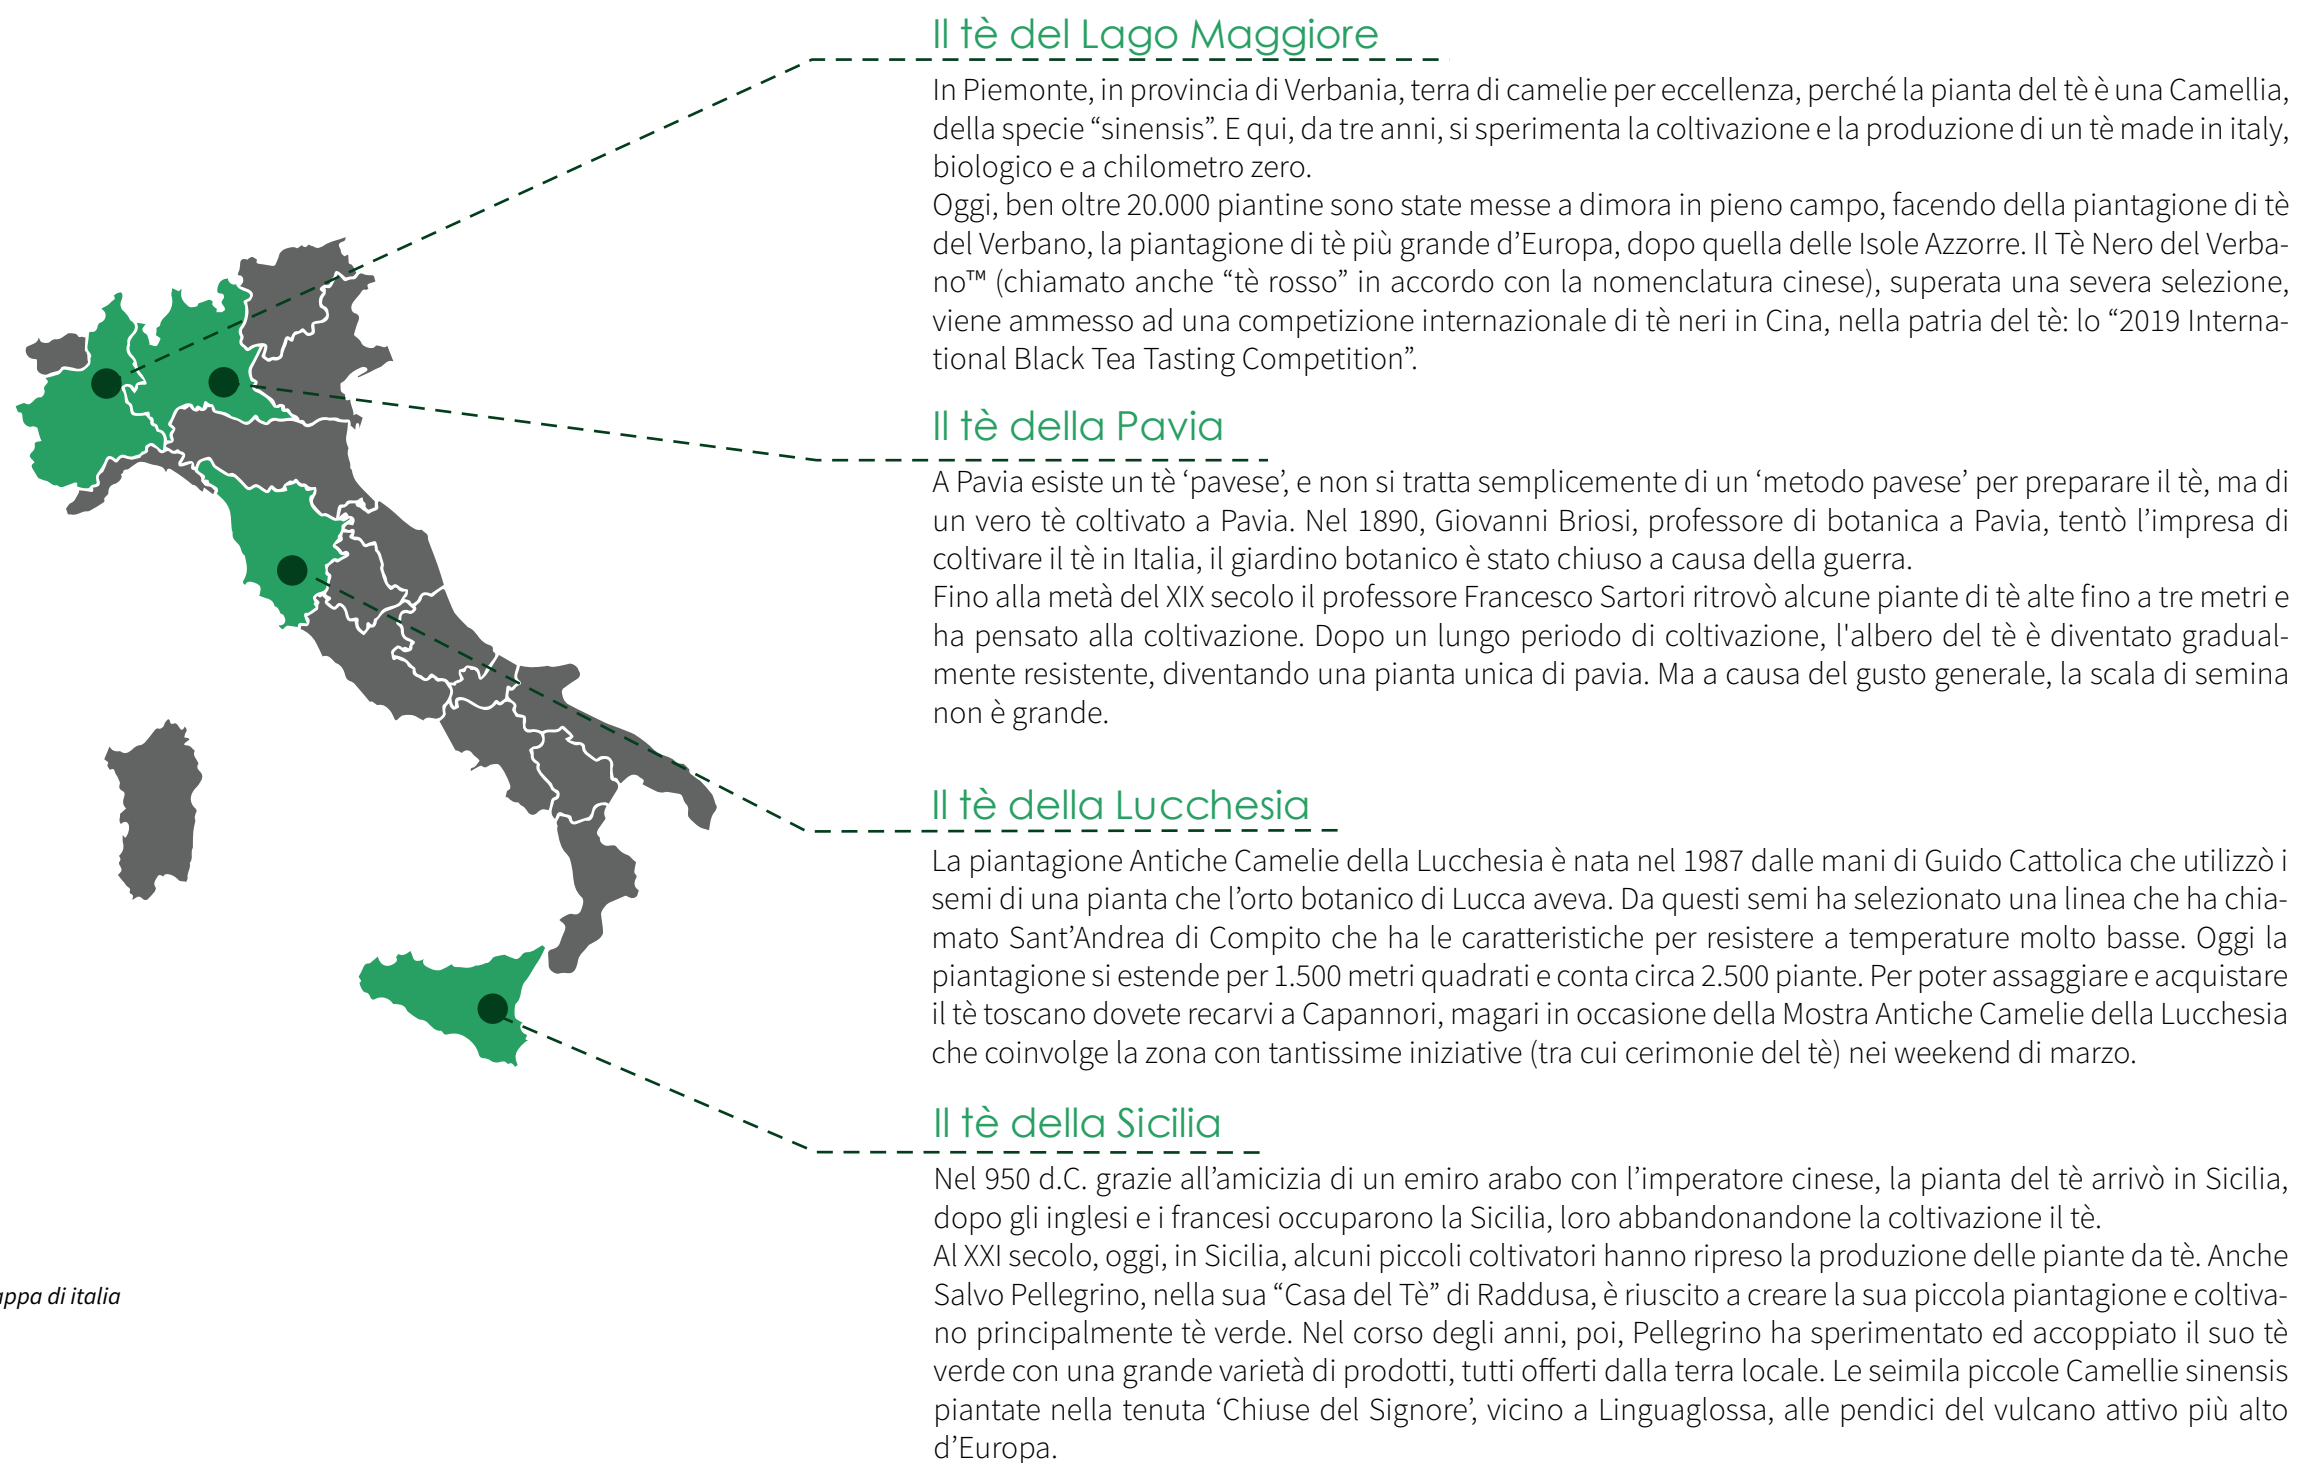 Il tè del Lago Maggiore
In Piemonte, in provincia di Verbania, terra di camelie per eccellenza, perché la pianta del tè è una Camellia,
della specie “sinensis”. E qui, da tre anni, si sperimenta la coltivazione e la produzione di un tè made in italy,
biologico e a chilometro zero.
Oggi, ben oltre 20.000 piantine sono state messe a dimora in pieno campo, facendo della piantagione di tè
del Verbano, la piantagione di tè più grande d’Europa, dopo quella delle Isole Azzorre. Il Tè Nero del Verba-
no™ (chiamato anche “tè rosso” in accordo con la nomenclatura cinese), superata una severa selezione,
viene ammesso ad una competizione internazionale di tè neri in Cina, nella patria del tè: lo “2019 Interna-
tional Black Tea Tasting Competition”.
Il tè della Pavia
A Pavia esiste un tè ‘pavese’, e non si tratta semplicemente di un ‘metodo pavese’ per preparare il tè, ma di
un vero tè coltivato a Pavia. Nel 1890, Giovanni Briosi, professore di botanica a Pavia, tentò l’impresa di
coltivare il tè in Italia, il giardino botanico è stato chiuso a causa della guerra.
Fino alla metà del XIX secolo il professore Francesco Sartori ritrovò alcune piante di tè alte fino a tre metri e
ha pensato alla coltivazione. Dopo un lungo periodo di coltivazione, l'albero del tè è diventato gradual-
mente resistente, diventando una pianta unica di pavia. Ma a causa del gusto generale, la scala di semina
non è grande.
Il tè della Lucchesia
La piantagione Antiche Camelie della Lucchesia è nata nel 1987 dalle mani di Guido Cattolica che utilizzò i
semi di una pianta che l’orto botanico di Lucca aveva. Da questi semi ha selezionato una linea che ha chia-
mato Sant’Andrea di Compito che ha le caratteristiche per resistere a temperature molto basse. Oggi la
piantagione si estende per 1.500 metri quadrati e conta circa 2.500 piante. Per poter assaggiare e acquistare
il tè toscano dovete recarvi a Capannori, magari in occasione della Mostra Antiche Camelie della Lucchesia
che coinvolge la zona con tantissime iniziative (tra cui cerimonie del tè) nei weekend di marzo.
Il tè della Sicilia
Nel 950 d.C. grazie all’amicizia di un emiro arabo con l’imperatore cinese, la pianta del tè arrivò in Sicilia,
dopo gli inglesi e i francesi occuparono la Sicilia, loro abbandonandone la coltivazione il tè.
Al XXI secolo, oggi, in Sicilia, alcuni piccoli coltivatori hanno ripreso la produzione delle piante da tè. Anche
Salvo Pellegrino, nella sua “Casa del Tè” di Raddusa, è riuscito a creare la sua piccola piantagione e coltiva-
no principalmente tè verde. Nel corso degli anni, poi, Pellegrino ha sperimentato ed accoppiato il suo tè
verde con una grande varietà di prodotti, tutti offerti dalla terra locale. Le seimila piccole Camellie sinensis
piantate nella tenuta ‘Chiuse del Signore’, vicino a Linguaglossa, alle pendici del vulcano attivo più alto
d’Europa.
di italia